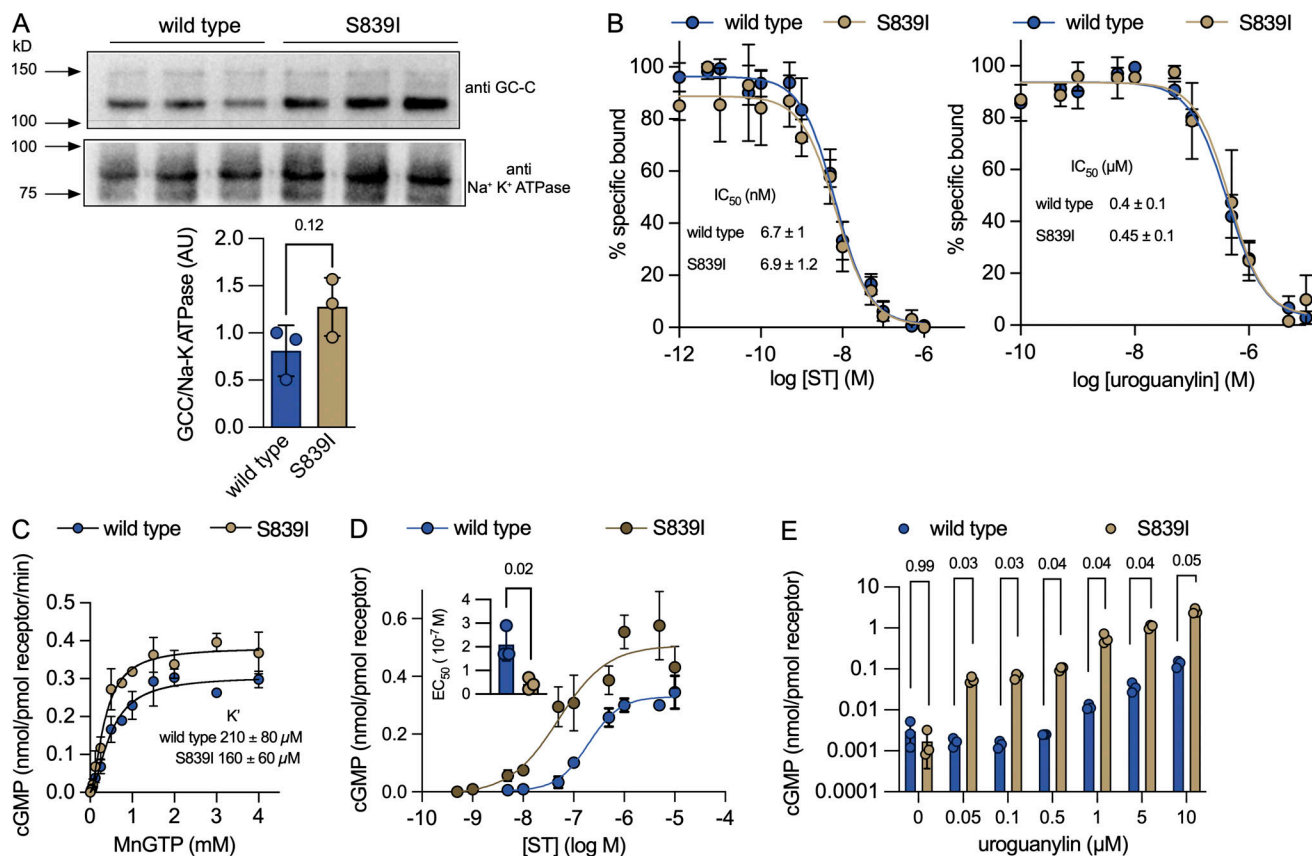 A
wild type S839I
kD
150
100
anti GC-C
100
75
anti
Na⁺ K⁺ ATPase
0.12
2.0
1.5
1.0
0.5
0.0
GCC/Na-KATPase (AU)
wild type
S839I
B
wild type S839I
100
80
60
40
20
0
% specific bound
IC₅₀ (nM)
wild type 6.7 ± 1
S839I 6.9 ± 1.2
-12 -10 -8 -6
log [ST] (M)
wild type S839I
100
80
60
40
20
0
% specific bound
IC₅₀ (µM)
wild type 0.4 ± 0.1
S839I 0.45 ± 0.1
-10 -8 -6
log [uroguanylin] (M)
C
wild type S839I
cGMP (nmol/pmol receptor/min)
0.5
0.4
0.3
0.2
0.1
0.0
K'
wild type 210 ± 80 µM
S839I 160 ± 60 µM
0 1 2 3 4
MnGTP (mM)
D
wild type S839I
cGMP (nmol/pmol receptor)
0.6
0.4
0.2
0.0
0.02
EC₅₀ (10⁻⁷ M)
4
3
2
1
0
-10 -9 -8 -7 -6 -5 -4
[ST] (log M)
E
wild type S839I
cGMP (nmol/pmol receptor)
0.99 0.03 0.03 0.04 0.04 0.04 0.05
10
1
0.1
0.01
0.001
0.0001
0 0.05 0.1 0.5 1 5 10
uroguanylin (µM)